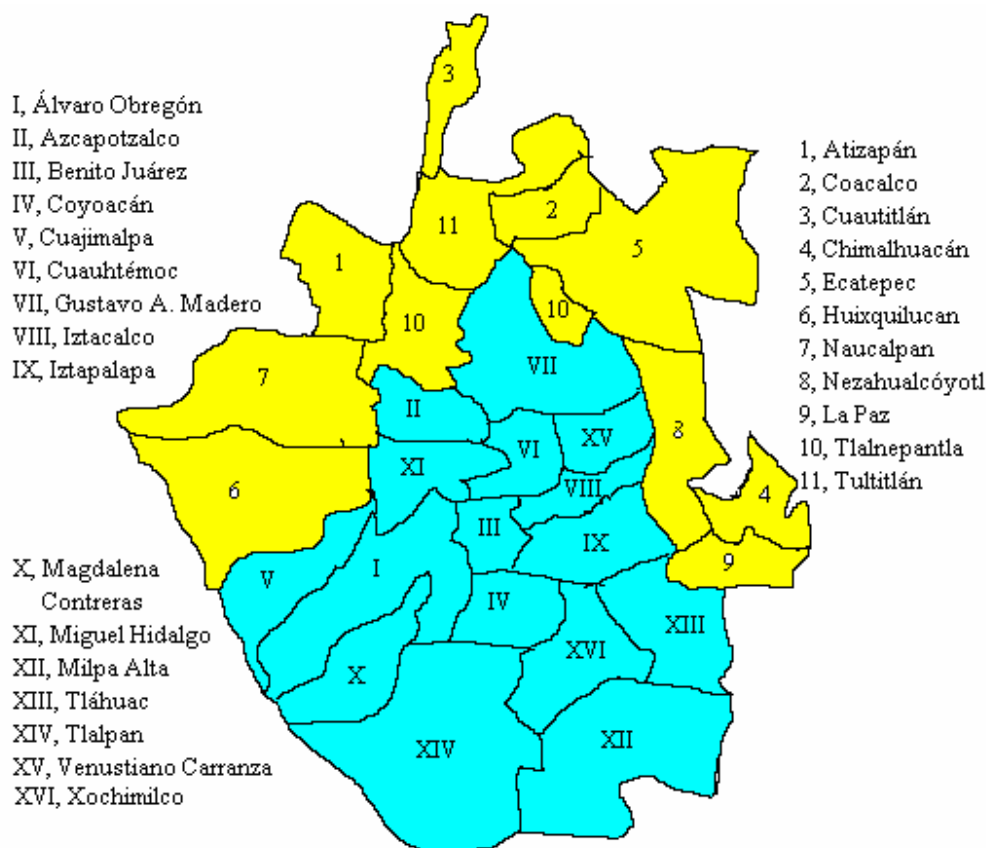 I, Álvaro Obregón
II, Azcapotzalco
III, Benito Juárez
IV, Coyoacán
V, Cuajimalpa
VI, Cuauhtémoc
VII, Gustavo A. Madero
VIII, Iztacalco
IX, Iztapalapa
X, Magdalena
Contreras
XI, Miguel Hidalgo
XII, Milpa Alta
XIII, Tláhuac
XIV, Tlalpan
XV, Venustiano Carranza
XVI, Xochimilco
3
2
11
5
1
10
10
7
VII
II
8
VI
XV
XI
VIII
6
4
III
IX
9
V
I
IV
XIII
XVI
X
XIV
XII
1, Atizapán
2, Coacalco
3, Cuautitlán
4, Chimalhuacán
5, Ecatepec
6, Huixquilucan
7, Naucalpan
8, Nezahualcóyotl
9, La Paz
10, Tlalnepantla
11, Tultitlán